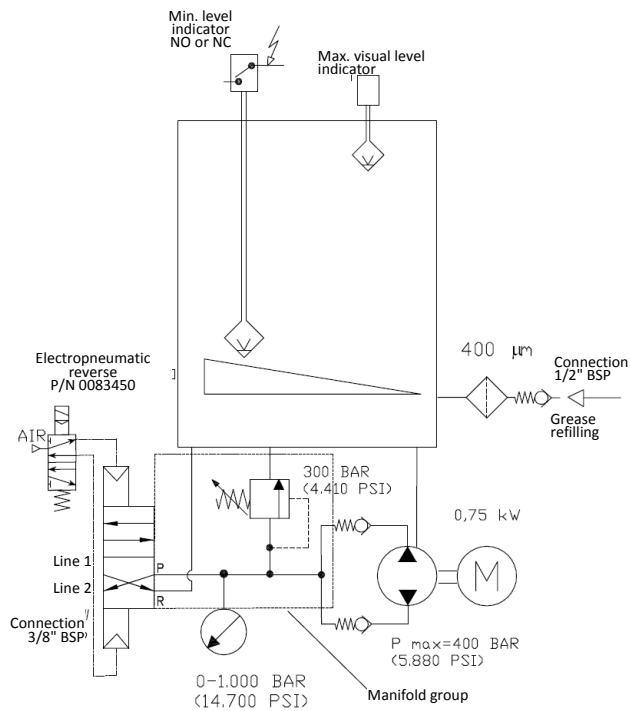 Min. level
indicator
NO or NC
Max. visual level
indicator
400 μm
Connection
1/2" BSP
Grease
refilling
Electropneumatic
reverse
P/N 0083450
AIR
300 BAR
(4.410 PSI)
0,75 kW
Line 1
P
Line 2
R
M
Connection
3/8" BSP
P max=400 BAR
(5.880 PSI)
0-1.000 BAR
(14.700 PSI)
Manifold group